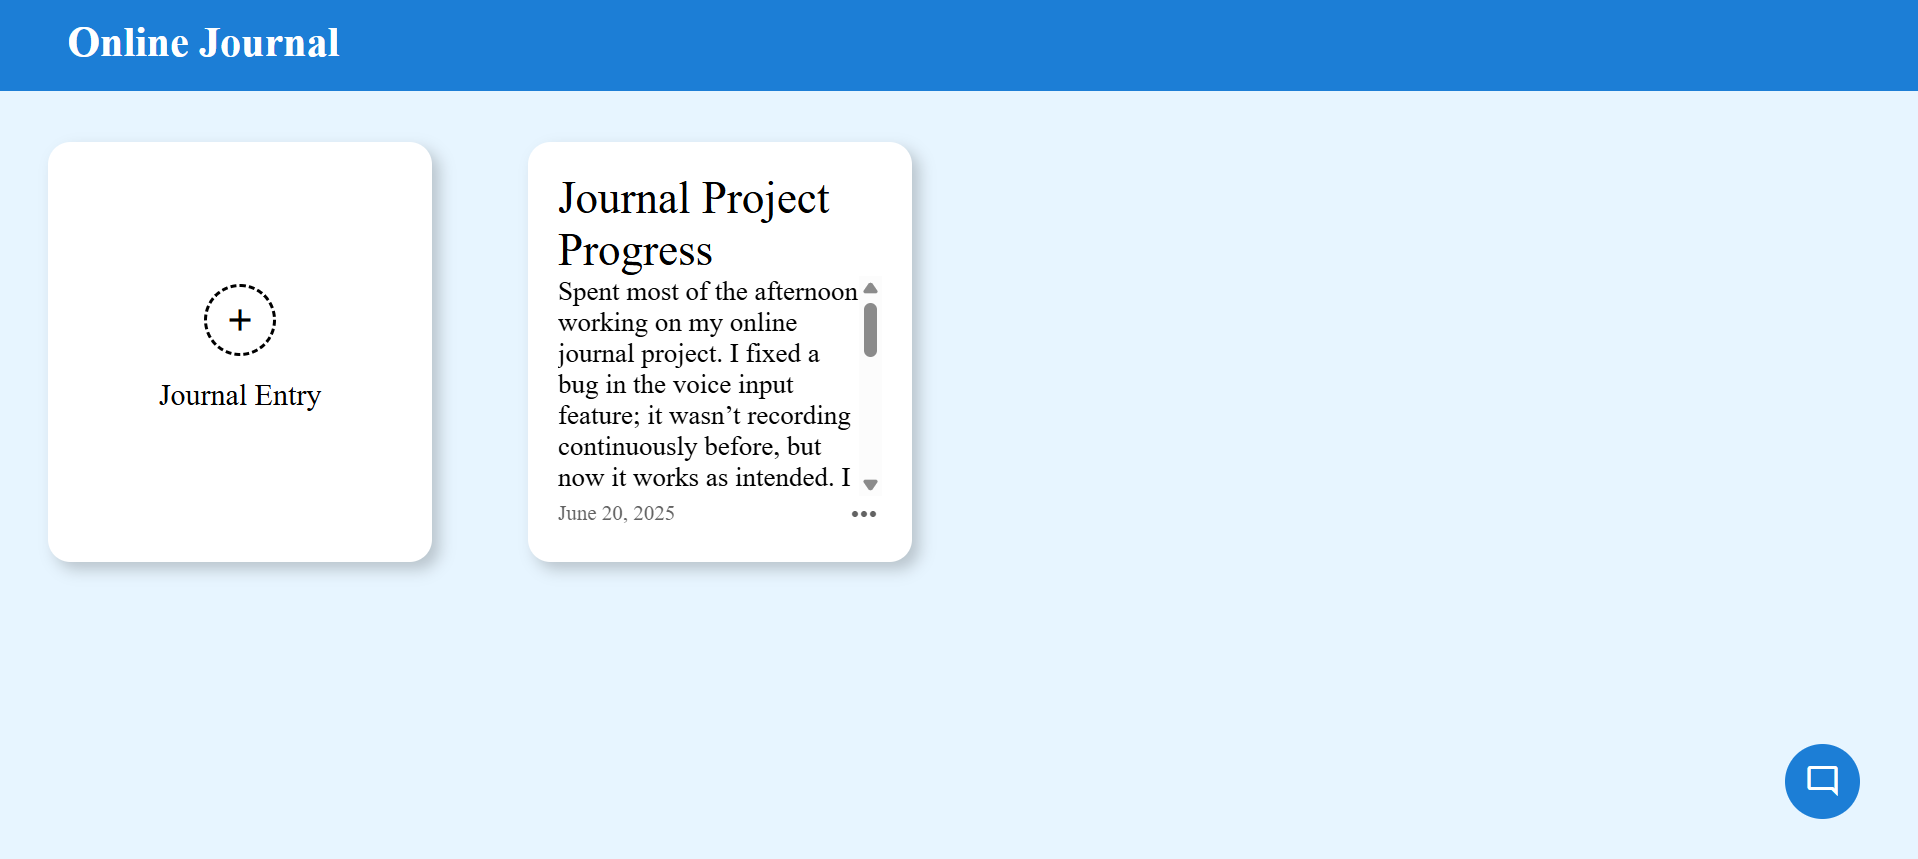 Online Journal
Journal Entry
Journal Project
Progress
Spent most of the afternoon
working on my online
journal project. I fixed a
bug in the voice input
feature; it wasn’t recording
continuously before, but
now it works as intended. I
June 20, 2025